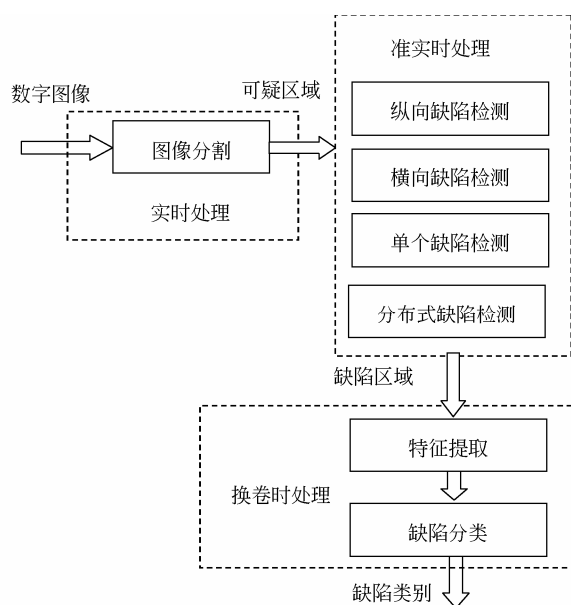 数字图像
图像分割
实时处理
可疑区域
准实时处理
纵向缺陷检测
横向缺陷检测
单个缺陷检测
分布式缺陷检测
缺陷区域
换卷时处理
特征提取
缺陷分类
缺陷类别